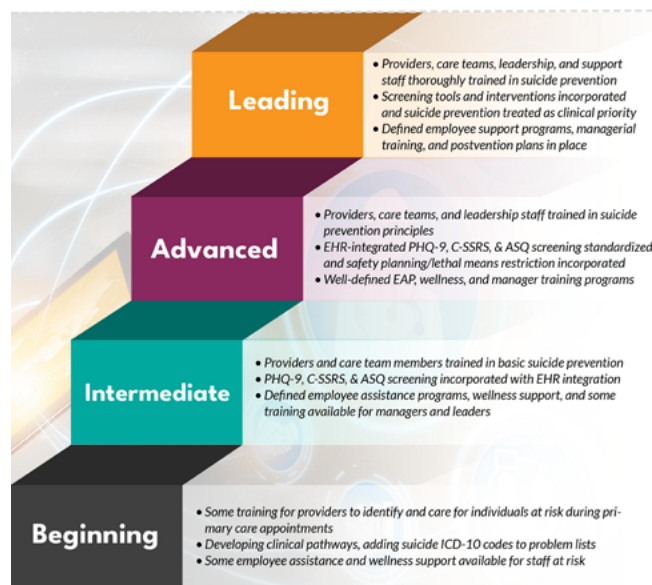 Leading
• Providers, care teams, leadership, and support
staff thoroughly trained in suicide prevention
• Screening tools and interventions incorporated
and suicide prevention treated as clinical priority
• Defined employee support programs, managerial
training, and postvention plans in place
Advanced
• Providers, care teams, and leadership staff trained in suicide
prevention principles
• EHR-integrated PHQ-9, C-SSRS, & ASQ screening standardized
and safety planning/lethal means restriction incorporated
• Well-defined EAP, wellness, and manager training programs
Intermediate
• Providers and care team members trained in basic suicide prevention
• PHQ-9, C-SSRS, & ASQ screening incorporated with EHR integration
• Defined employee assistance programs, wellness support, and some
training available for managers and leaders
Beginning
• Some training for providers to identify and care for individuals at risk during pri-
mary care appointments
• Developing clinical pathways, adding suicide ICD-10 codes to problem lists
• Some employee assistance and wellness support available for staff at risk